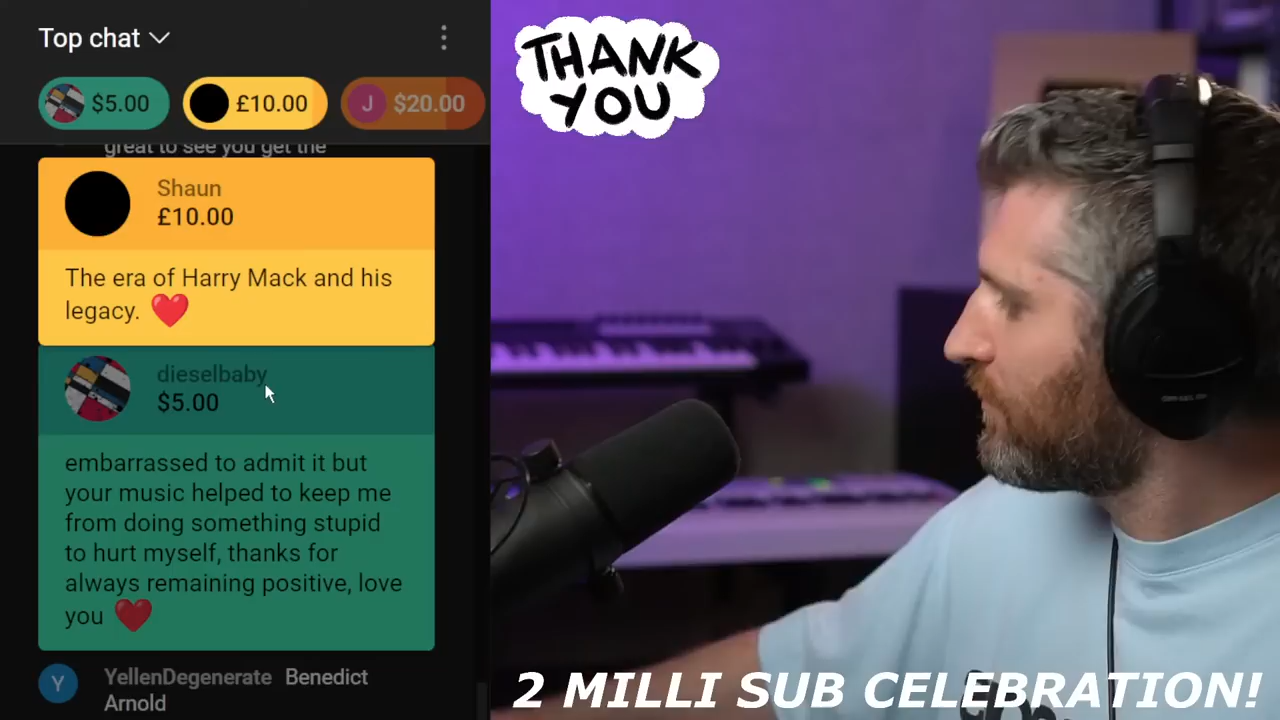 Top chat
$5.00
£10.00
J
$20.00
great to see you get the
Shaun
£10.00
The era of Harry Mack and his
legacy. ❤️
dieselbaby
$5.00
embarrassed to admit it but
your music helped to keep me
from doing something stupid
to hurt myself, thanks for
always remaining positive, love
you ❤️
Y
YellenDegenerate Benedict
Arnold
THANK
YOU
2 MILLI SUB CELEBRATION!